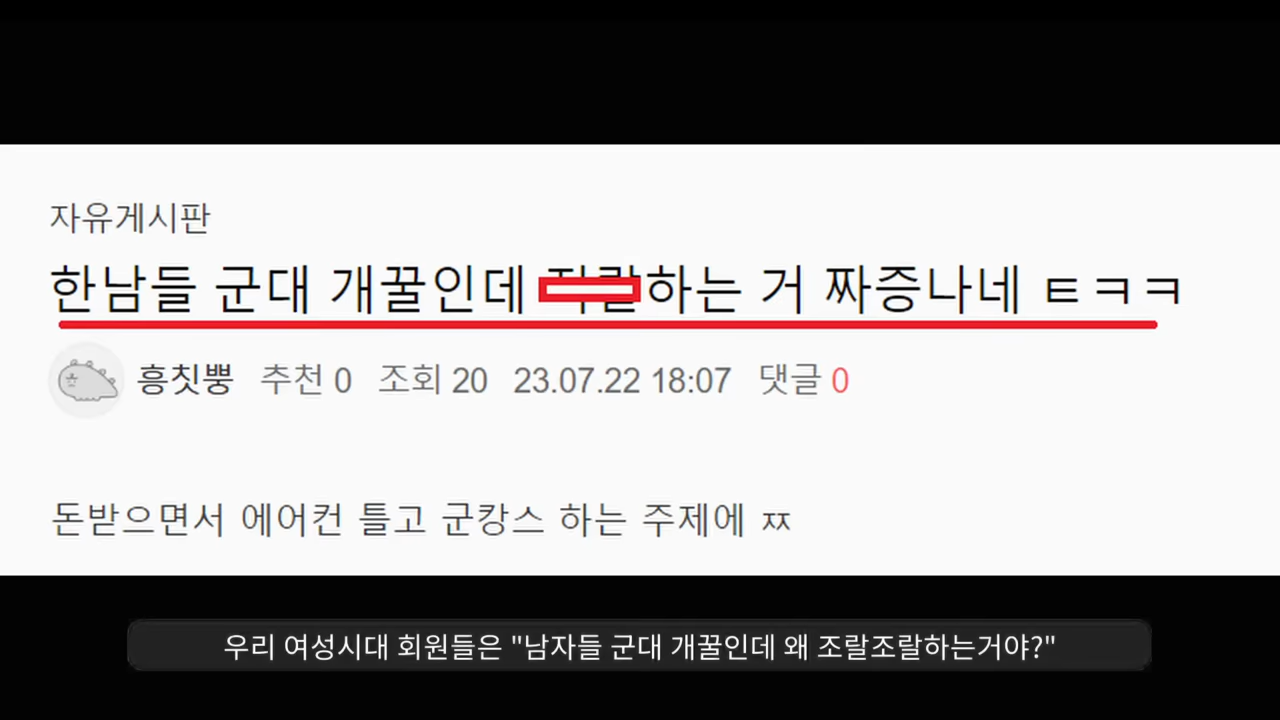 자유게시판
한남들 군대 개꿀인데 하는 거 짜증나네 ㅌㅋㅋ
흥칫뿡 추천 0 조회 20 23.07.22 18:07 댓글 0
돈받으면서 에어컨 틀고 군캉스 하는 주제에 ㅉ
우리 여성시대 회원들은 "남자들 군대 개꿀인데 왜 조랄조랄하는거야?"